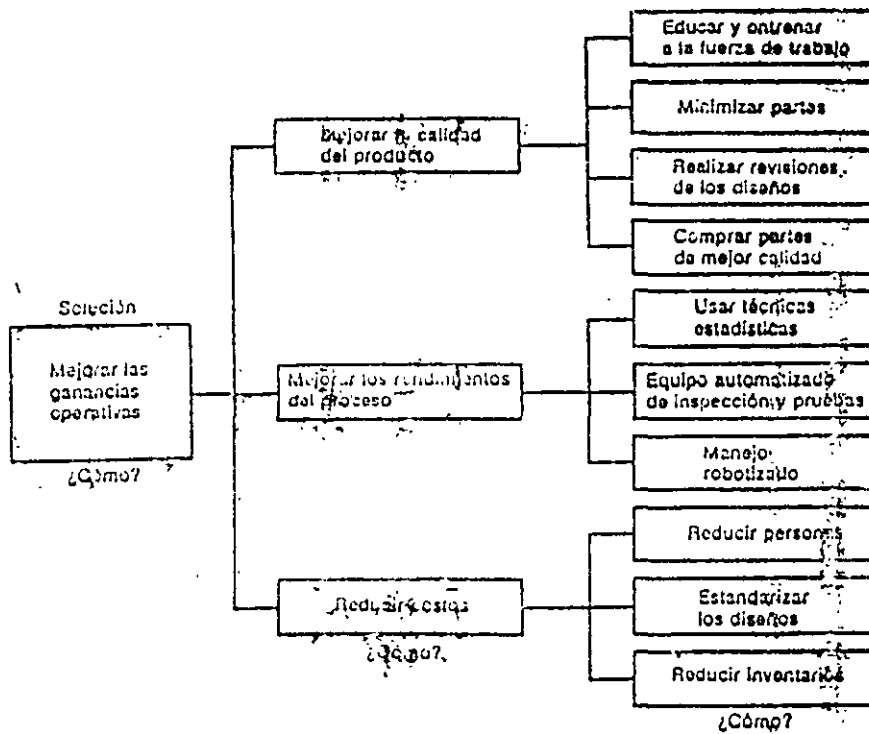 Solución
Mejorar las
ganancias
operativas
¿Cómo?
Mejorar la calidad
del producto
Mejorar los rendimientos
del proceso
Reducir costos
¿Cómo?
Educar y entrenar
a la fuerza de trabajo
Minimizar partes
Realizar revisiones
de los diseños
Comprar partes
de mejor calidad
Usar técnicas
estadísticas
Equipo automatizado
de inspección y pruebas
Manejo
robotizado
Reducir
Estandarizar
los diseños
Reducir inventarios
¿Cómo?